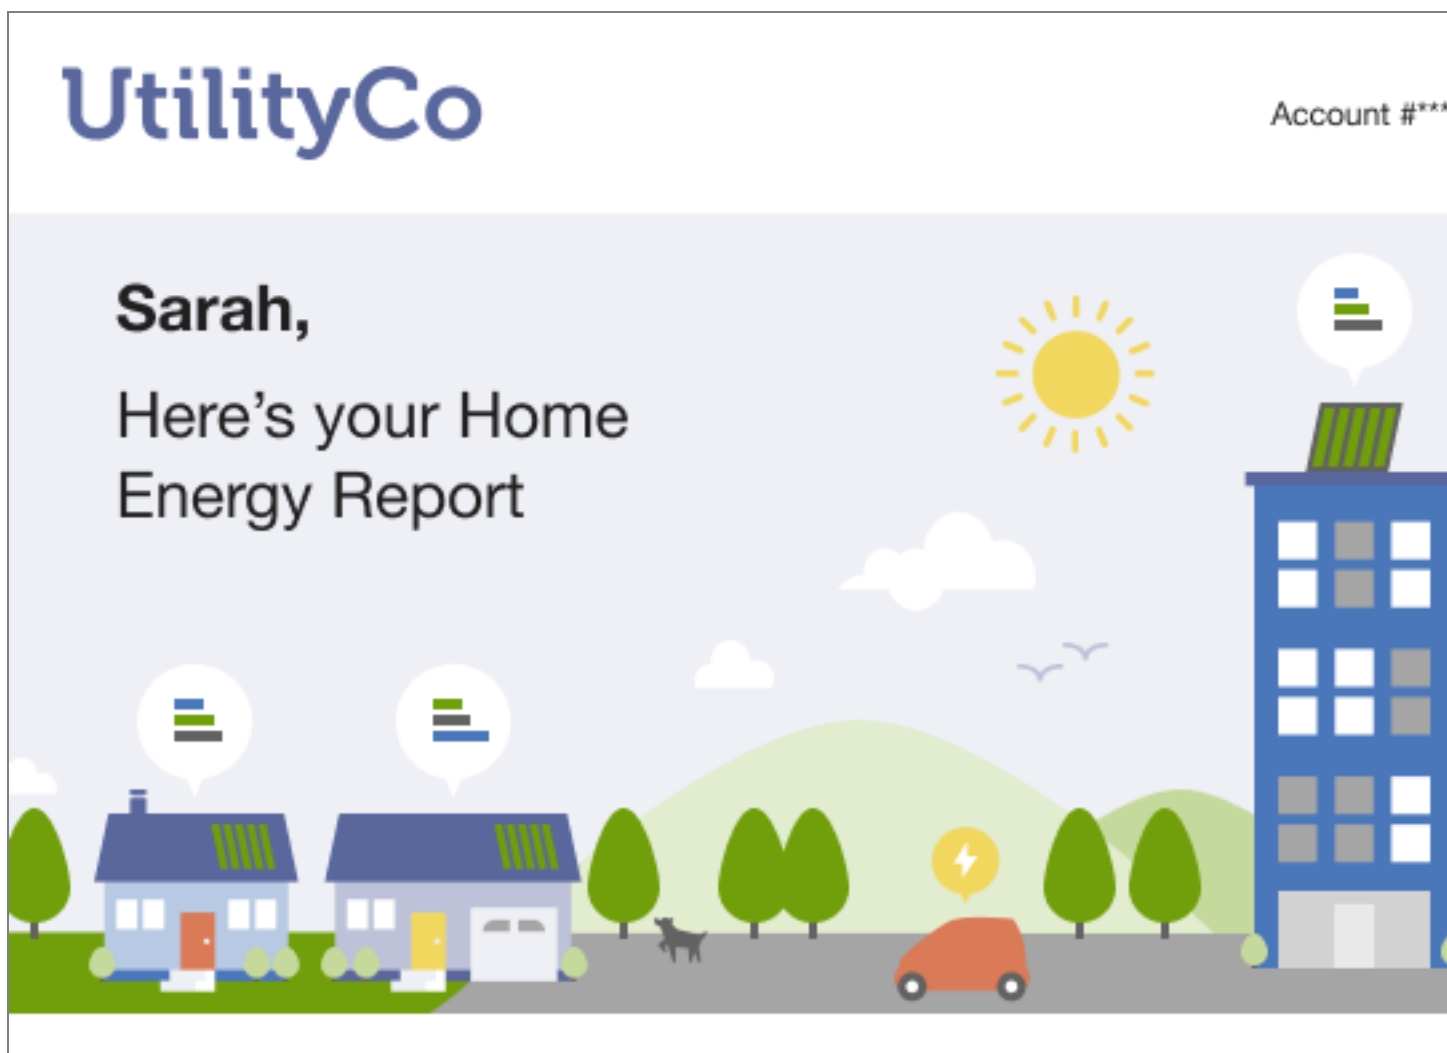 UtilityCo
Account #***
Sarah,
Here’s your Home
Energy Report